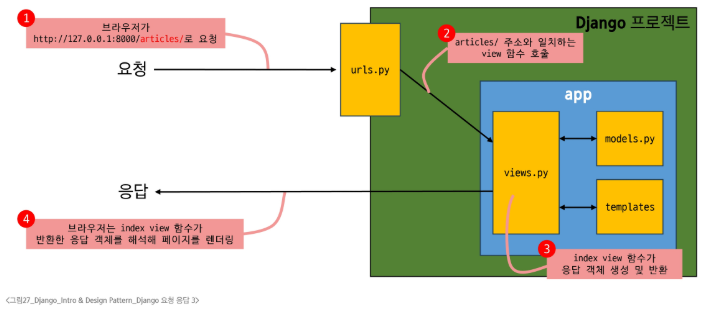 1
브라우저가
http://127.0.0.1:8000/articles/로 요청
Django 프로젝트
2
articles/ 주소와 일치하는
view 함수 호출
요청
urls.py
app
views.py
models.py
templates
응답
4
브라우저는 index view 함수가
반환한 응답 객체를 해석해 페이지를 렌더링
3
index view 함수가
응답 객체 생성 및 반환
<그림27_Django_Intro & Design Pattern_Django 요청 응답 3>